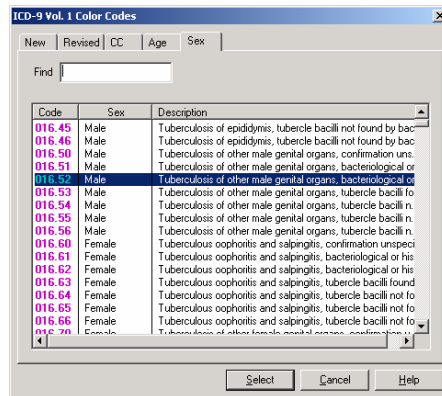 ICD-9 Vol. 1 Color Codes
New Revised CC Age Sex
Find
Code Sex Description
016.45 Male Tuberculosis of epididymis, tubercle bacilli not found by bac
016.46 Male Tuberculosis of epididymis, tubercle bacilli not found by bac
016.50 Male Tuberculosis of other male genital organs, confirmation uns.
016.51 Male Tuberculosis of other male genital organs, bacteriological or
016.52 Male Tuberculosis of other male genital organs, bacteriological or
016.53 Male Tuberculosis of other male genital organs, tubercle bacilli fo
016.54 Male Tuberculosis of other male genital organs, tubercle bacilli n.
016.55 Male Tuberculosis of other male genital organs, tubercle bacilli n.
016.56 Male Tuberculosis of other male genital organs, tubercle bacilli n.
016.60 Female Tuberculous oophoritis and salpingitis, confirmation unspeci
016.61 Female Tuberculous oophoritis and salpingitis, bacteriological or his
016.62 Female Tuberculous oophoritis and salpingitis, bacteriological or his
016.63 Female Tuberculous oophoritis and salpingitis, tubercle bacilli found
016.64 Female Tuberculous oophoritis and salpingitis, tubercle bacilli not fo
016.65 Female Tuberculous oophoritis and salpingitis, tubercle bacilli not fo
016.66 Female Tuberculous oophoritis and salpingitis, tubercle bacilli not fo
016.70 Female Tuberculosis of other female genital organs, confirmation u
Select Cancel Help